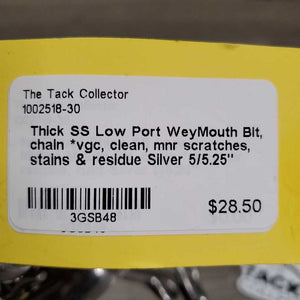 The Tack Collector
1002518-30
Thick SS Low Port WeyMouth Bit,
chain *vgc, clean, mnr scratches,
stains & residue Silver 5/5.25"
3GSB48
$28.50